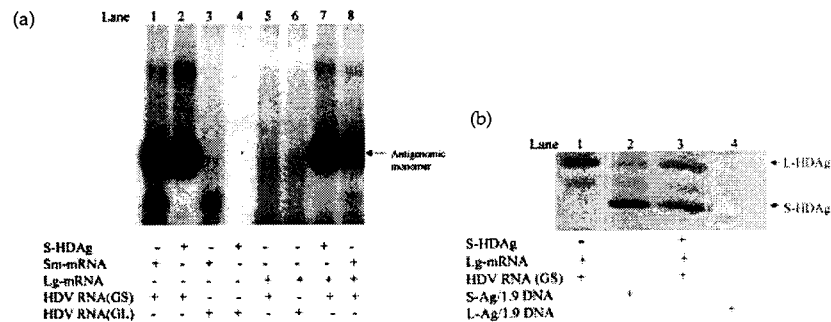 (a)
Lane 1 2 3 4 5 6 7 8
Antigenomic
monomer
S-HDAg - + - + - - + -
Sm-mRNA + - + - - - - +
Lg-mRNA - - - - + + + +
HDV RNA(GS) + + - - + - + +
HDV RNA(GL) - - + + - + - -
(b)
Lane 1 2 3 4
L-HDAg
S-HDAg
S-HDAg - +
Lg-mRNA + +
HDV RNA (GS) + +
S-Ag/1.9 DNA +
L-Ag/1.9 DNA +